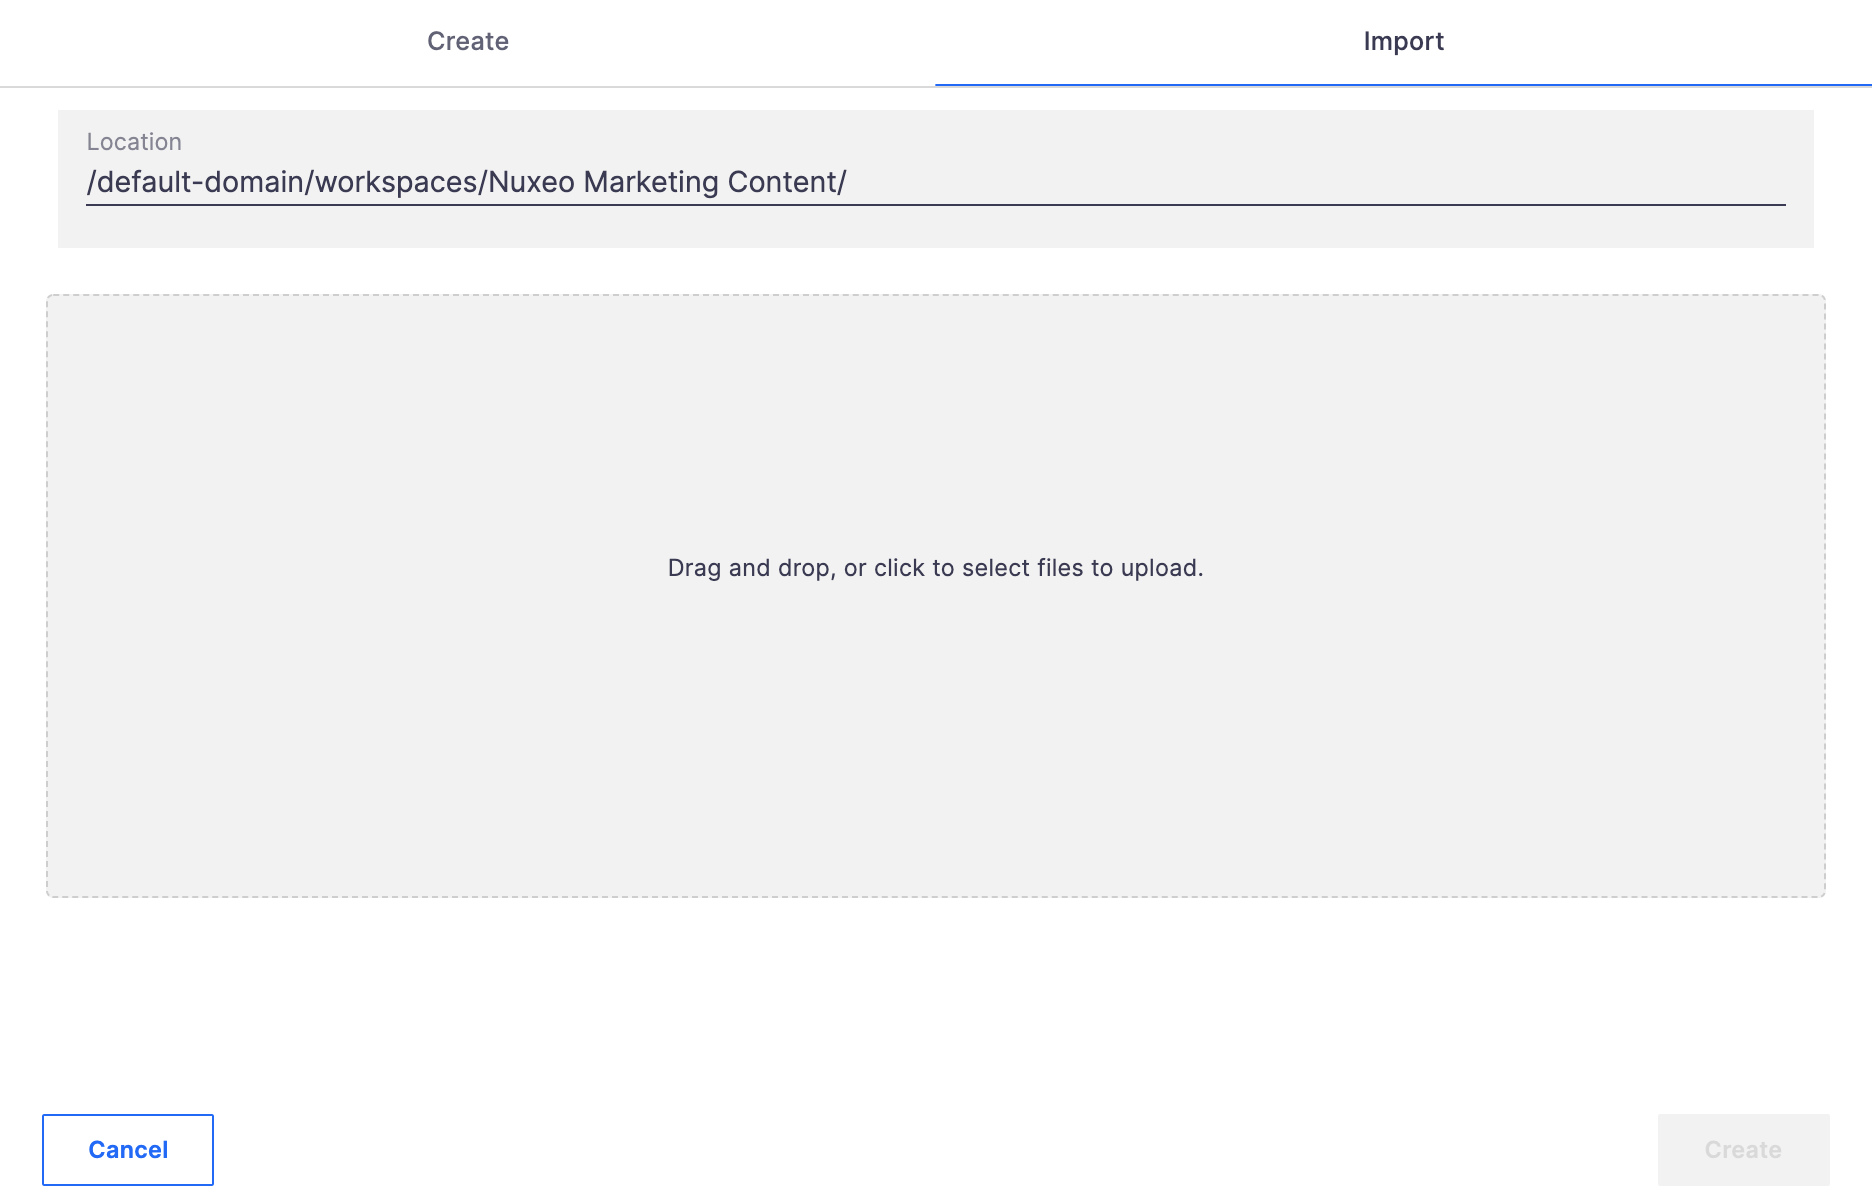 Create
Import
Location
/default-domain/workspaces/Nuxeo Marketing Content/
Drag and drop, or click to select files to upload.
Cancel
Create